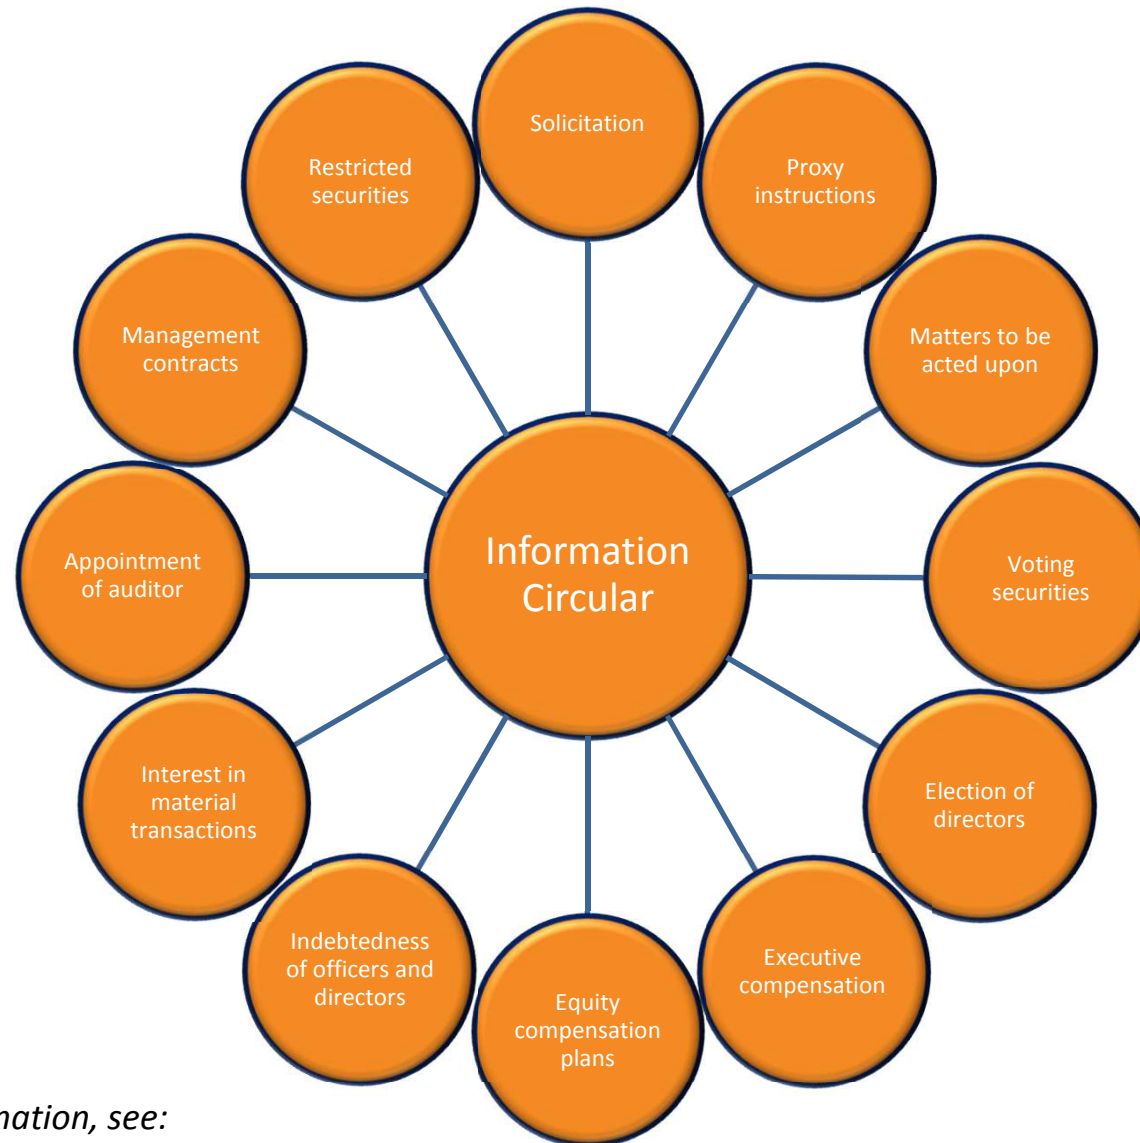 Solicitation
Proxy
instructions
Matters to be
acted upon
Voting
securities
Election of
directors
Executive
compensation
Equity
compensation
plans
Indebtedness
of officers and
directors
Interest in
material
transactions
Appointment
of auditor
Management
contracts
Restricted
securities
Information
Circular
see: